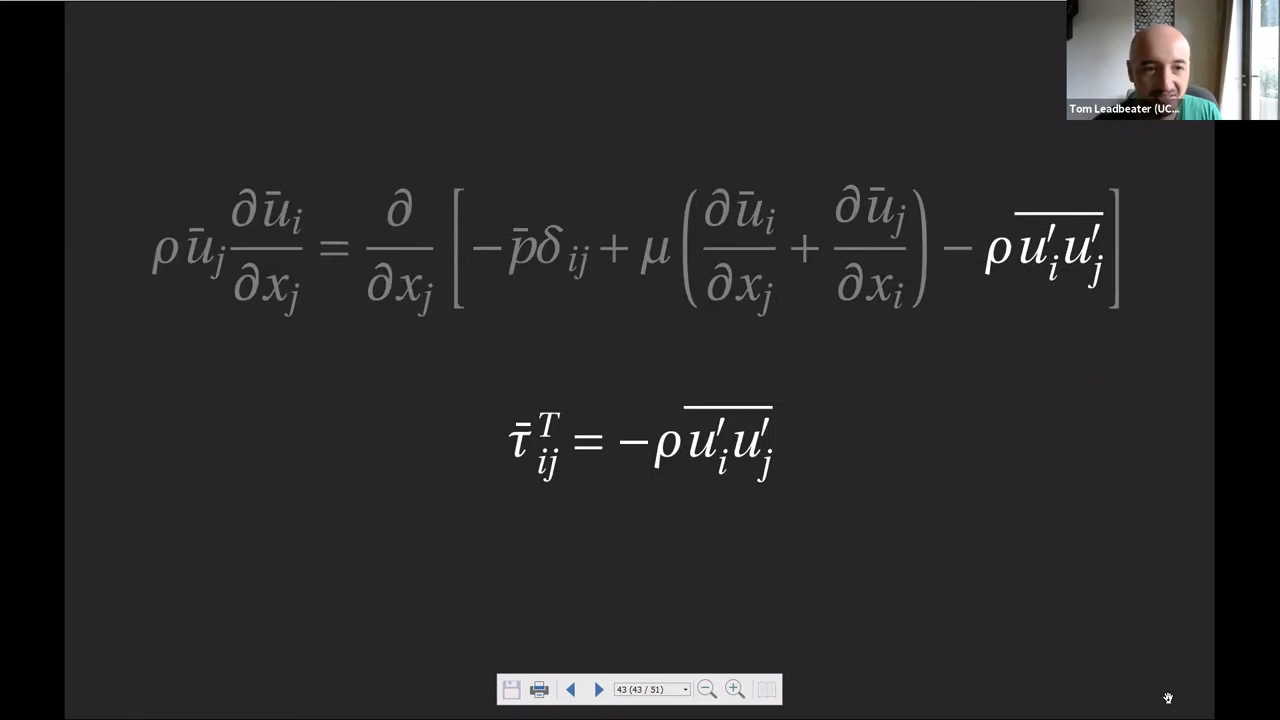 Tom Leadbeater (UC...
ρ ū_j ∂ū_i/∂x_j = ∂/∂x_j [ −p̄δ_ij + μ ( ∂ū_i/∂x_j + ∂ū_j/∂x_i ) − ρ \overline{u′_i u′_j} ]
τ̄^T_ij = −ρ \overline{u′_i u′_j}
43 (43 / 51)